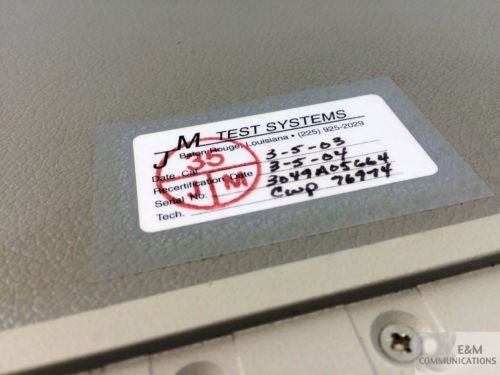 JM TEST SYSTEMS
Baton Rouge, Louisiana • (225) 925-2029
Date Cal. 3-5-03
Recertification Date 3-5-04
Serial No. 3049A05664
Tech. CWP 76974
35
J M
E&M
COMMUNICATIONS